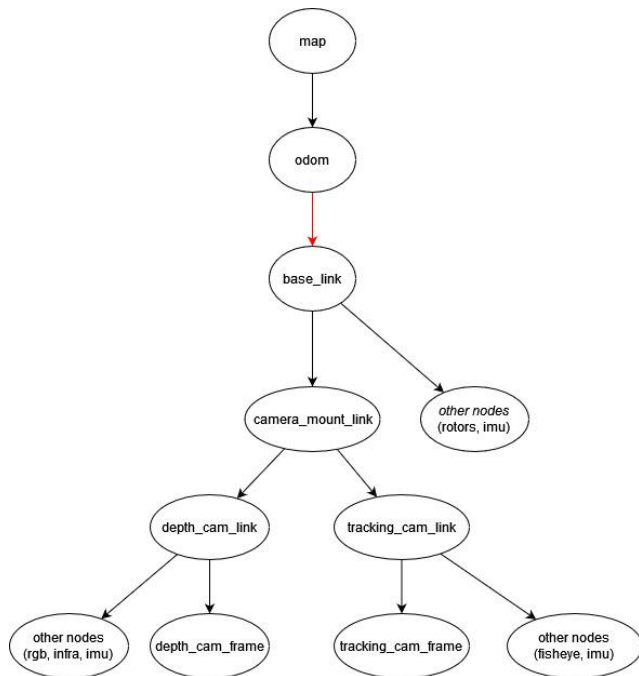 map
odom
base_link
camera_mount_link
other nodes
(rotors, imu)
depth_cam_link
tracking_cam_link
other nodes
(rgb, infra, imu)
depth_cam_frame
tracking_cam_frame
other nodes
(fisheye, imu)